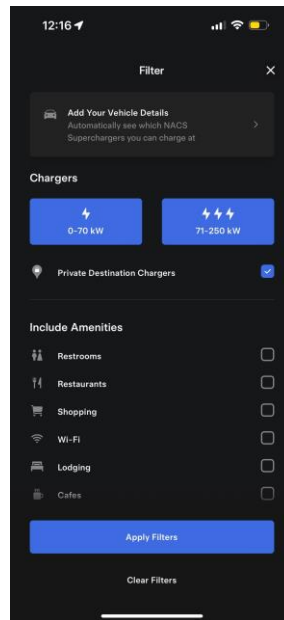 12:16
Filter
Add Your Vehicle Details
Automatically see which NACS
Superchargers you can charge at
Chargers
0-70 kW
71-250 kW
Private Destination Chargers
Include Amenities
Restrooms
Restaurants
Shopping
Wi-Fi
Lodging
Cafes
Apply Filters
Clear Filters